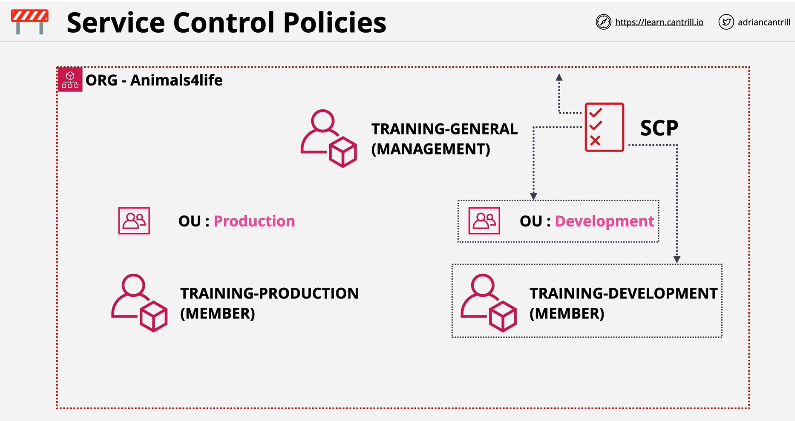 Service Control Policies
https://learn.cantrill.io
adriancantrill
ORG - Animals4life
TRAINING-GENERAL
(MANAGEMENT)
SCP
OU : Production
OU : Development
TRAINING-PRODUCTION
(MEMBER)
TRAINING-DEVELOPMENT
(MEMBER)